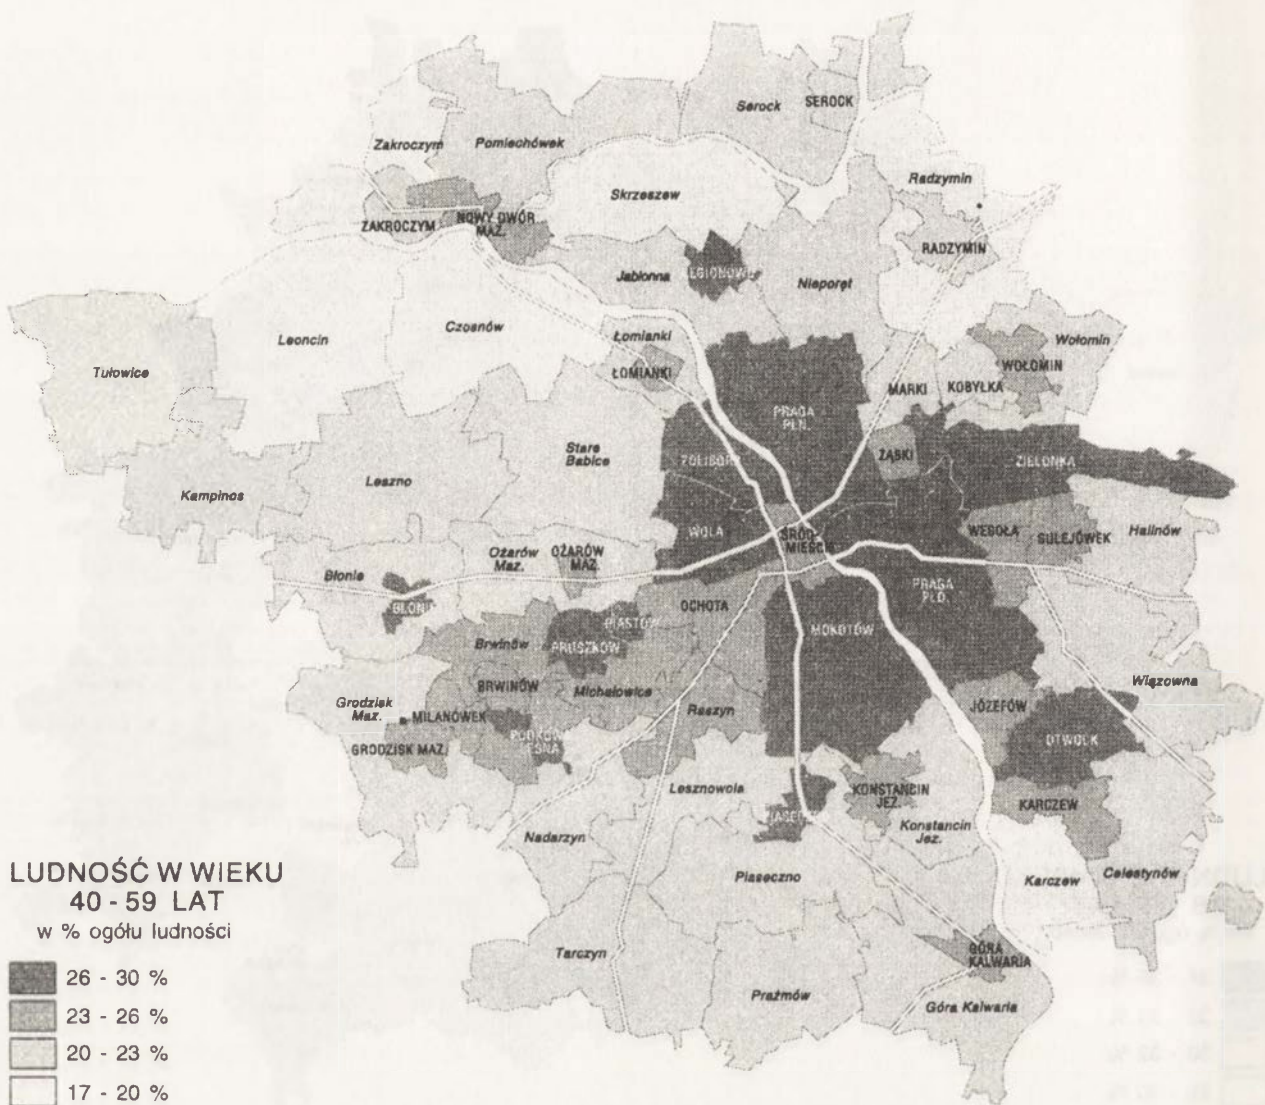 Serock
SEROCK
Zakroczym
Pomiechówek
Skrzeszew
Radzymin
ZAKROCZYM
NOWY DWÓR
MAZ.
RADZYMIN
Jabłonna
LEGIONOWO
Nieporęt
Leoncin
Czosnów
Łomianki
Wołomin
Tułowice
ŁOMIANKI
WOŁOMIN
MARKI
KOBYŁKA
PRAGA
PŁN.
Stare
Babice
ŻOLIBORZ
ZĄBKI
ZIELONKA
Leszno
Kampinos
WOLA
ŚRÓD
MIEŚCIE
WESOŁA
SULEJÓWEK
Halinów
Ożarów
Maz.
OŻARÓW
MAZ.
Błonie
BŁONIE
PRAGA
PŁD.
OCHOTA
PIASTÓW
MOKOTÓW
Brwinów
PRUSZKÓW
BRWINÓW
Michałowice
Wiązowna
Grodzisk
Maz.
MILANÓWEK
Raszyn
JÓZEFÓW
GRODZISK MAZ.
PODKOWA
LEŚNA
OTWOCK
Lesznowola
KONSTANCIN
JEZ.
KARCZEW
PIASECZNO
Konstancin
Jez.
Nadarzyn
Piaseczno
Karczew
Celestynów
Tarczyn
GÓRA
KALWARIA
Prażmów
Góra Kalwaria
LUDNOŚĆ W WIEKU
40 - 59 LAT
w % ogółu ludności
26 - 30 %
23 - 26 %
20 - 23 %
17 - 20 %